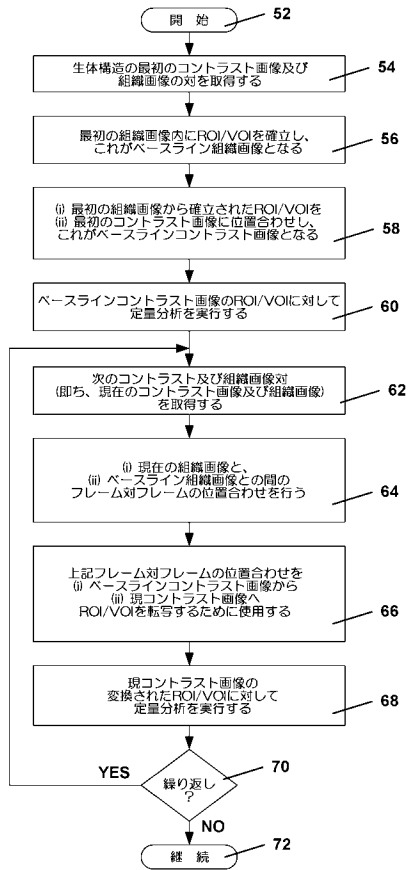 開 始
52
生体構造の最初のコントラスト画像及び
組織画像の対を取得する
54
最初の組織画像内にROI/VOIを確立し、
これがベースライン組織画像となる
56
(i) 最初の組織画像から確立されたROI/VOIを
(ii) 最初のコントラスト画像に位置合わせし、
これがベースラインコントラスト画像となる
58
ベースラインコントラスト画像のROI/VOIに対して
定量分析を実行する
60
次のコントラスト及び組織画像対
(即ち、現在のコントラスト画像及び組織画像)
を取得する
62
(i) 現在の組織画像と、
(ii) ベースライン組織画像との間の
フレーム対フレームの位置合わせを行う
64
上記フレーム対フレームの位置合わせを
(i) ベースラインコントラスト画像から
(ii) 現コントラスト画像へ
ROI/VOIを転写するために使用する
66
現コントラスト画像の
変換されたROI/VOIに対して
定量分析を実行する
68
YES
繰り返し
?
70
NO
継 続
72